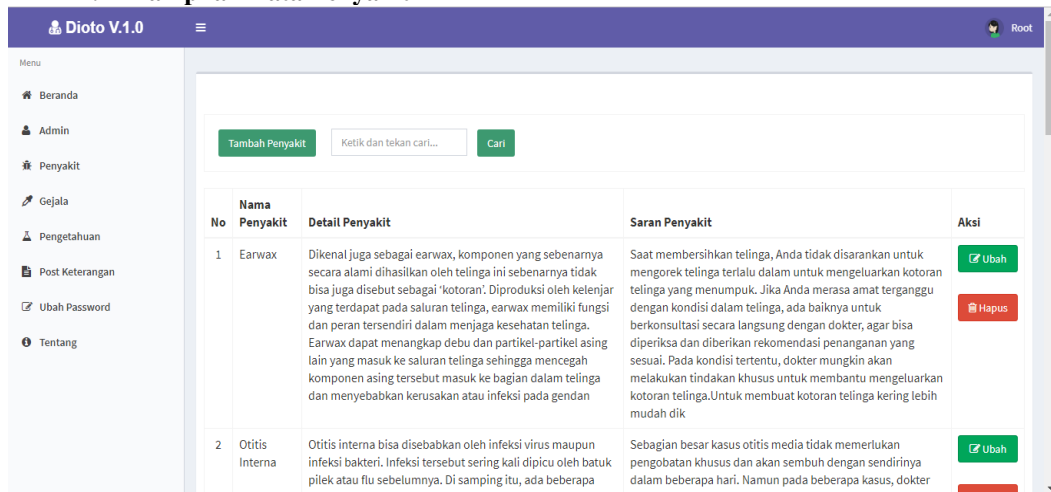 Dioto V.1.0
Root
Menu
Beranda
Admin
Penyakit
Gejala
Pengetahuan
Post Keterangan
Ubah Password
Tentang
Tambah Penyakit
Ketik dan tekan cari...
Cari
No
Nama Penyakit
Detail Penyakit
Saran Penyakit
Aksi
1
Earwax
Dikenal juga sebagai earwax, komponen yang sebenarnya
secara alami dihasilkan oleh telinga ini sebenarnya tidak
bisa juga disebut sebagai ‘kotoran’. Diproduksi oleh kelenjar
yang terdapat pada saluran telinga, earwax memiliki fungsi
dan peran tersendiri dalam menjaga kesehatan telinga.
Earwax dapat menangkap debu dan partikel-partikel asing
lain yang masuk ke saluran telinga sehingga mencegah
komponen asing tersebut masuk ke bagian dalam telinga
dan menyebabkan kerusakan atau infeksi pada gendan
Saat membersihkan telinga, Anda tidak disarankan untuk
mengorek telinga terlalu dalam untuk mengeluarkan kotoran
telinga yang menumpuk. Jika Anda merasa amat terganggu
dengan kondisi dalam telinga, ada baiknya untuk
berkonsultasi secara langsung dengan dokter, agar bisa
diperiksa dan diberikan rekomendasi penanganan yang
sesuai. Pada kondisi tertentu, dokter mungkin akan
melakukan tindakan khusus untuk membantu mengeluarkan
kotoran telinga.Untuk membuat kotoran telinga kering lebih
mudah dik
Ubah
Hapus
2
Otitis
Interna
Otitis interna bisa disebabkan oleh infeksi virus maupun
infeksi bakteri. Infeksi tersebut sering kali dipicu oleh batuk
pilek atau flu sebelumnya. Di samping itu, ada beberapa
Sebagian besar kasus otitis media tidak memerlukan
pengobatan khusus dan akan sembuh dengan sendirinya
dalam beberapa hari. Namun pada beberapa kasus, dokter
Ubah